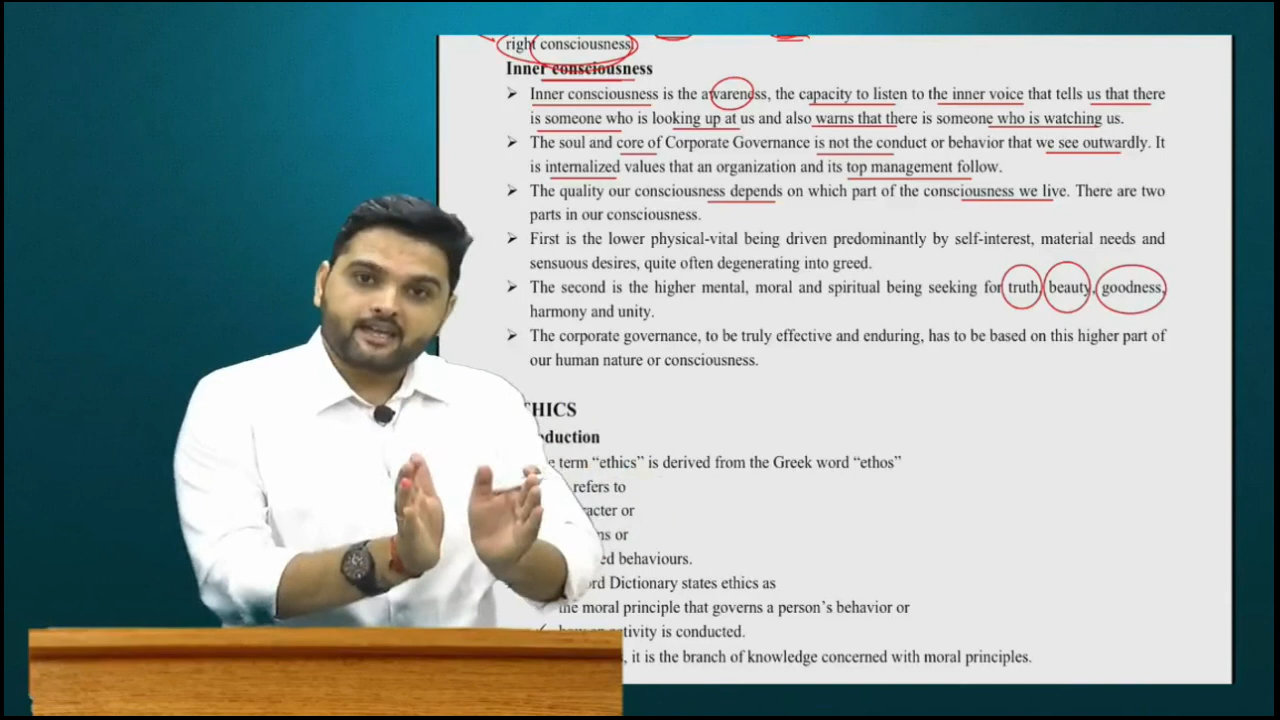 right consciousness
Inner consciousness
➢ Inner consciousness is the awareness, the capacity to listen to the inner voice that tells us that there
is someone who is looking up at us and also warns that there is someone who is watching us.
➢ The soul and core of Corporate Governance is not the conduct or behavior that we see outwardly. It
is internalized values that an organization and its top management follow.
➢ The quality our consciousness depends on which part of the consciousness we live. There are two
parts in our consciousness.
➢ First is the lower physical-vital being driven predominantly by self-interest, material needs and
sensuous desires, quite often degenerating into greed.
➢ The second is the higher mental, moral and spiritual being seeking for truth, beauty, goodness,
harmony and unity.
➢ The corporate governance, to be truly effective and enduring, has to be based on this higher part of
our human nature or consciousness.
HICS
duction
term “ethics” is derived from the Greek word “ethos”
refers to
acter or
or
ed behaviours.
ord Dictionary states ethics as
the moral principle that governs a person’s behavior or
✓ activity is conducted.
, it is the branch of knowledge concerned with moral principles.